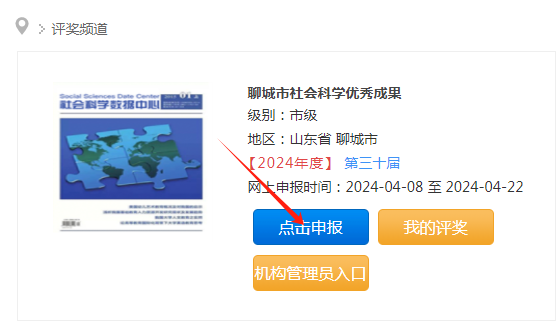 评奖频道
聊城市社会科学优秀成果
级别：市级
地区：山东省 聊城市
【2024年度】 第三十届
网上申报时间：2024-04-08 至 2024-04-22
点击申报 我的评奖
机构管理员入口
Social Sciences Date Center
社会科学数据中心